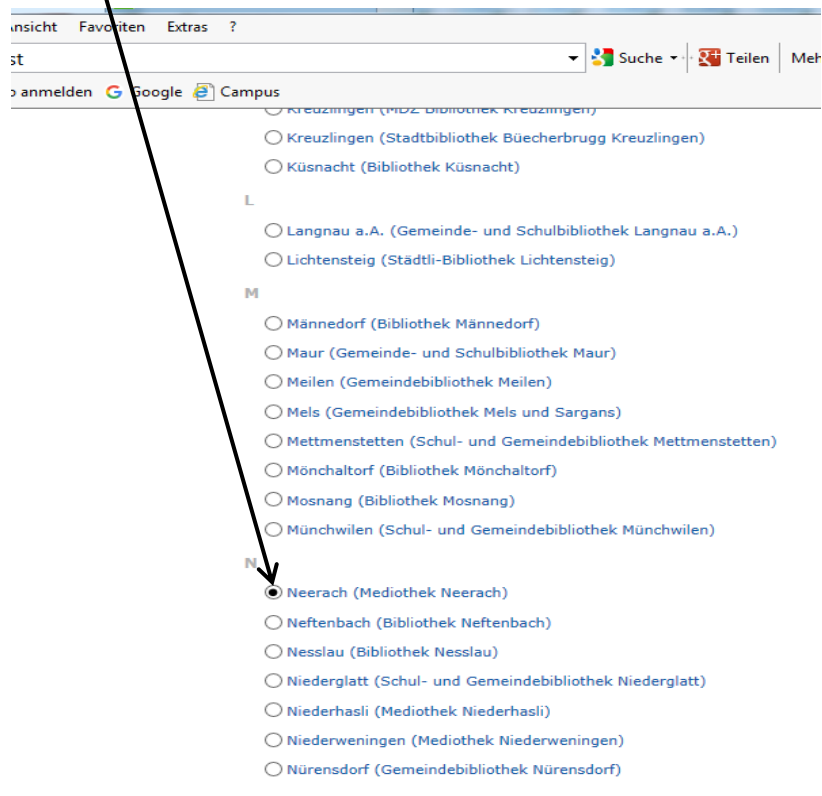 Ansicht Favoriten Extras ?
st Suche Teilen Meh
anmelden Google Campus
Kreuzlingen (MDZ Bibliothek Kreuzlingen)
Kreuzlingen (Stadtbibliothek Büecherbrugg Kreuzlingen)
Küsnacht (Bibliothek Küsnacht)
L
Langnau a.A. (Gemeinde- und Schulbibliothek Langnau a.A.)
Lichtensteig (Städtli-Bibliothek Lichtensteig)
M
Männedorf (Bibliothek Männedorf)
Maur (Gemeinde- und Schulbibliothek Maur)
Meilen (Gemeindebibliothek Meilen)
Mels (Gemeindebibliothek Mels und Sargans)
Mettmenstetten (Schul- und Gemeindebibliothek Mettmenstetten)
Mönchaltorf (Bibliothek Mönchaltorf)
Mosnang (Bibliothek Mosnang)
Münchwilen (Schul- und Gemeindebibliothek Münchwilen)
N
Neerach (Mediothek Neerach)
Neftenbach (Bibliothek Neftenbach)
Nesslau (Bibliothek Nesslau)
Niederglatt (Schul- und Gemeindebibliothek Niederglatt)
Niederhasli (Mediothek Niederhasli)
Niederweningen (Mediothek Niederweningen)
Nürensdorf (Gemeindebibliothek Nürensdorf)